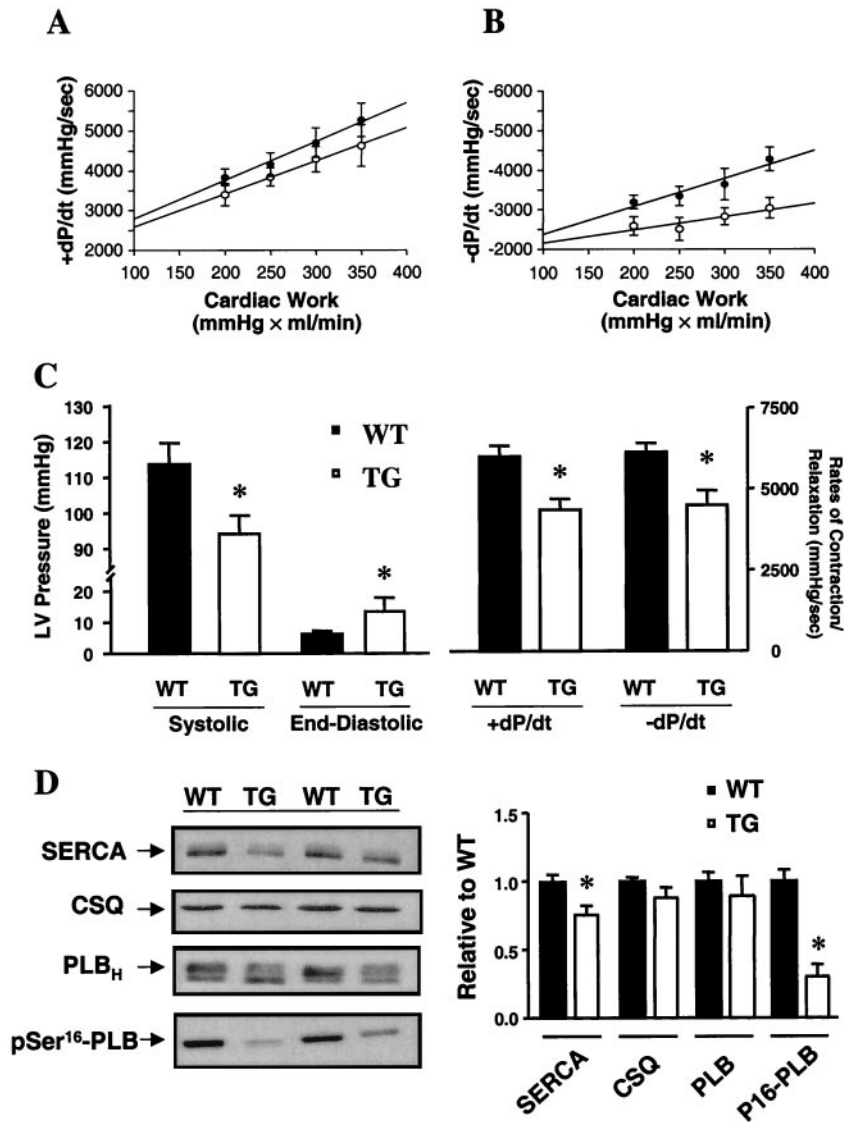 A
+dP/dt (mmHg/sec)
6000
5000
4000
3000
2000
100 150 200 250 300 350 400
Cardiac Work
(mmHg × ml/min)
B
-dP/dt (mmHg/sec)
-6000
-5000
-4000
-3000
-2000
100 150 200 250 300 350 400
Cardiac Work
(mmHg × ml/min)
C
LV Pressure (mmHg)
130
120
110
100
90
20
10
0
WT
TG
*
*
WT TG WT TG
Systolic End-Diastolic
*
*
7500
5000
2500
0
Rates of Contraction/
Relaxation (mmHg/sec)
WT TG WT TG
+dP/dt -dP/dt
D
WT TG WT TG
SERCA
CSQ
PLBH
pSer16-PLB
WT
TG
Relative to WT
1.5
1.0
0.5
0.0
*
*
SERCA
CSQ
PLB
P16-PLB